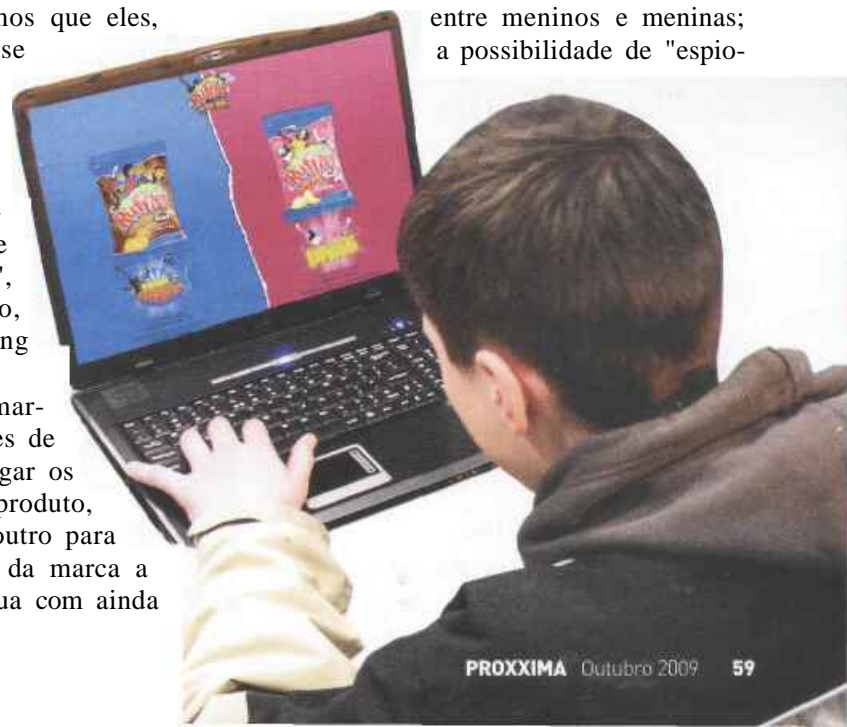 nos que eles,
se
e
",
o,
ng
mar-
es de
gar os
produto,
outro para
da marca a
ua com ainda
entre meninos e meninas;
a possibilidade de "espio-
PROXXIMA Outubro 2009 59